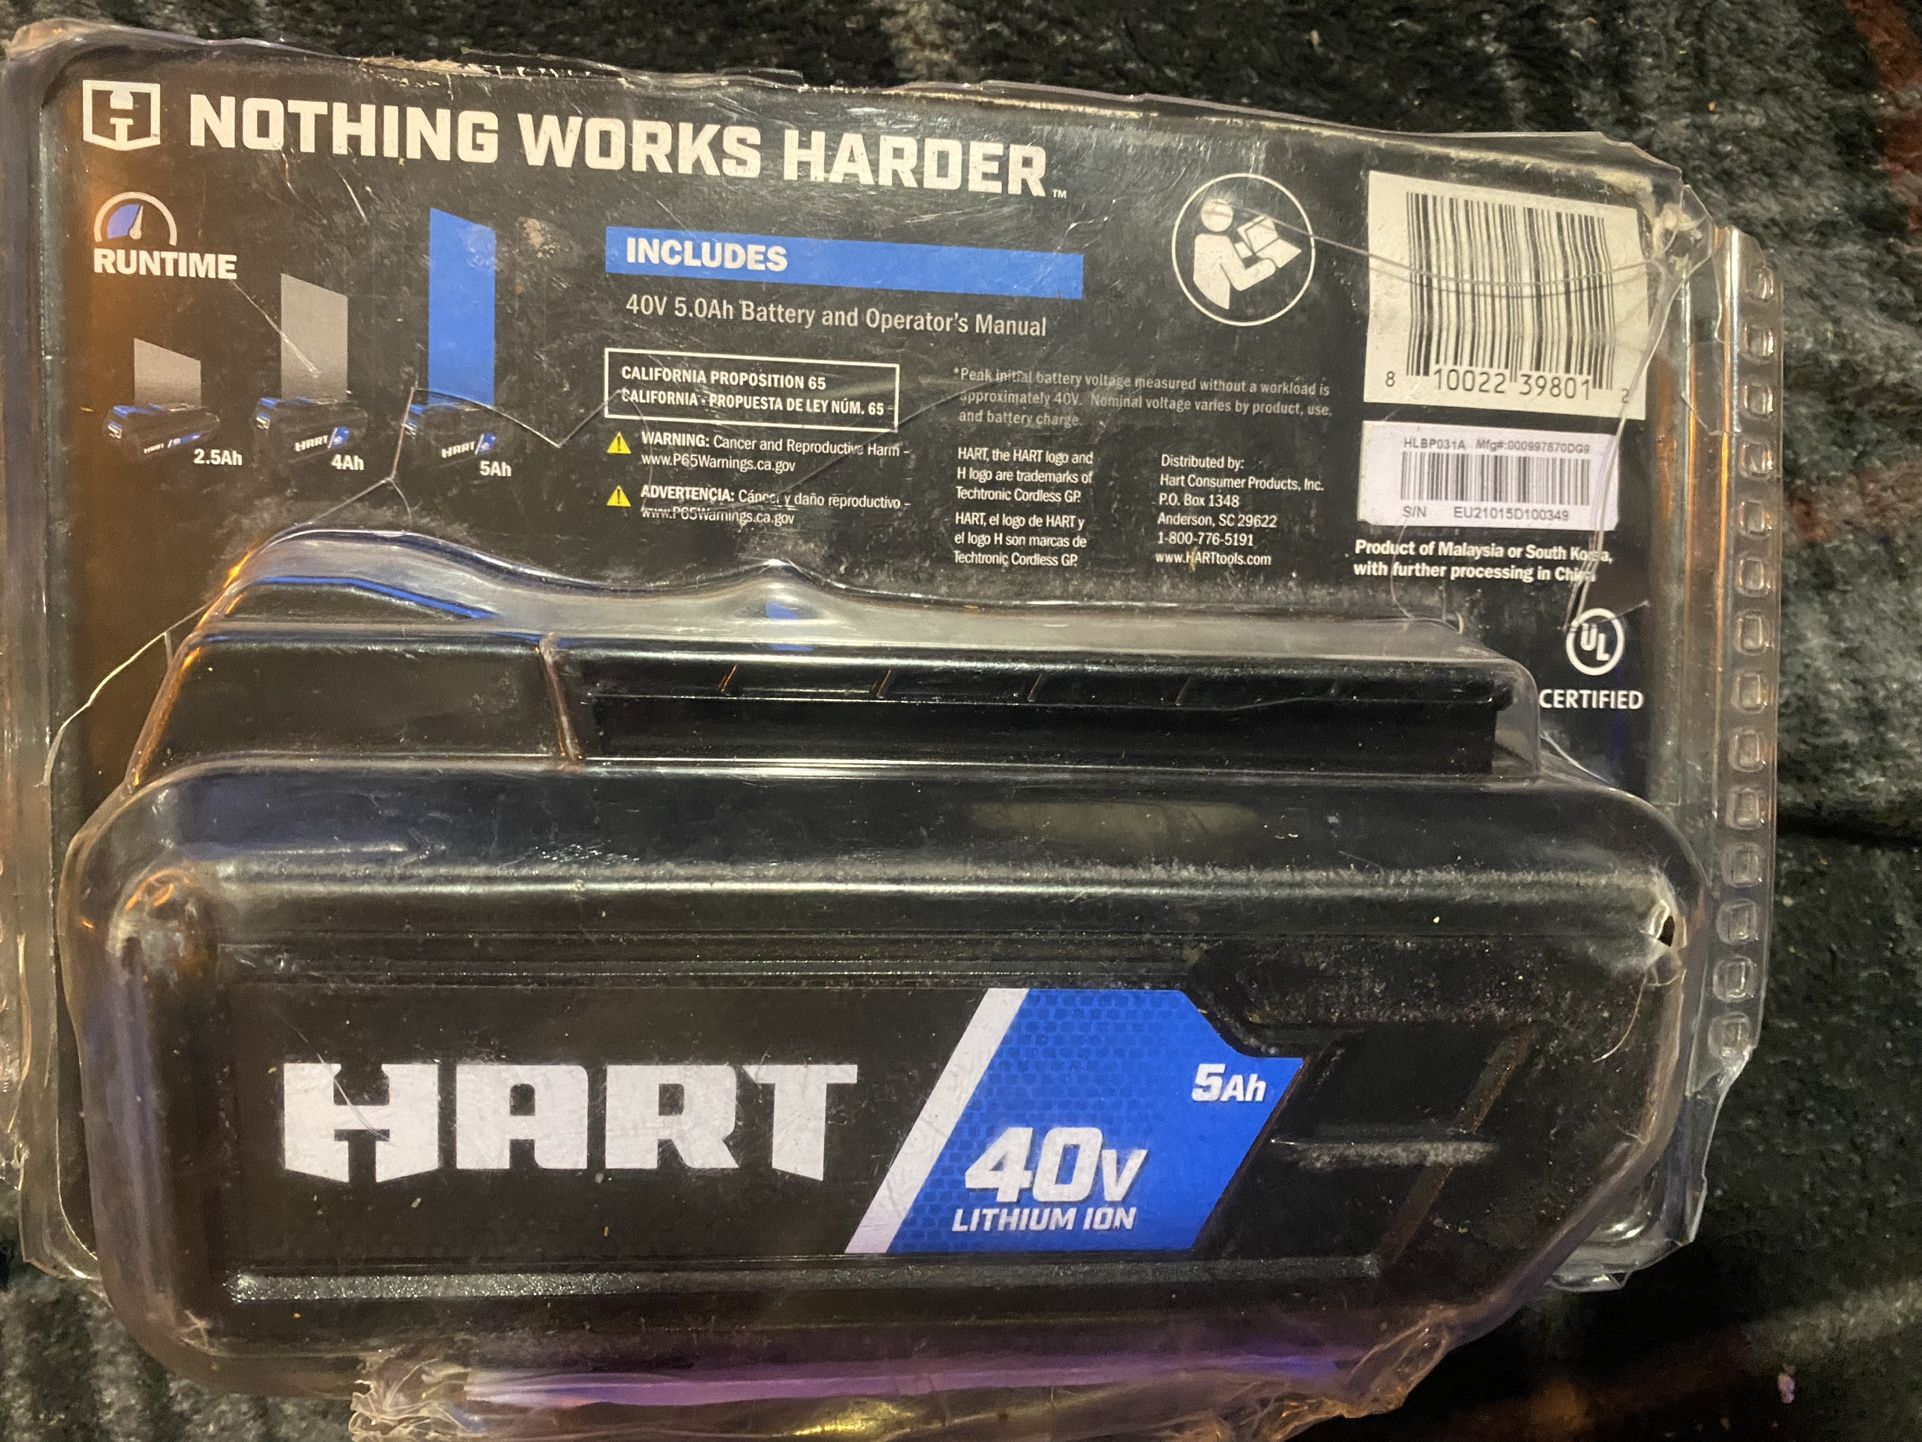 NOTHING WORKS HARDER™
RUNTIME
2.5Ah
HART
4Ah
HART
5Ah
INCLUDES
40V 5.0Ah Battery and Operator's Manual
CALIFORNIA PROPOSITION 65
CALIFORNIA - PROPUESTA DE LEY NÚM. 65
WARNING: Cancer and Reproductive Harm -
www.P65Warnings.ca.gov
ADVERTENCIA: Cáncer y daño reproductivo -
www.P65Warnings.ca.gov
*Peak initial battery voltage measured without a workload is
approximately 40V. Nominal voltage varies by product, use,
and battery charge.
HART, the HART logo and
H logo are trademarks of
Techtronic Cordless GP.
HART, el logo de HART y
el logo H son marcas de
Techtronic Cordless GP.
Distributed by:
Hart Consumer Products, Inc.
P.O. Box 1348
Anderson, SC 29622
1-800-776-5191
www.HARTtools.com
8 10022 39801 2
HLBP031A Mfg#:000997670DG9
S/N EU21015D100349
Product of Malaysia or South Korea,
with further processing in China
UL
CERTIFIED
HART
5Ah
40V
LITHIUM ION